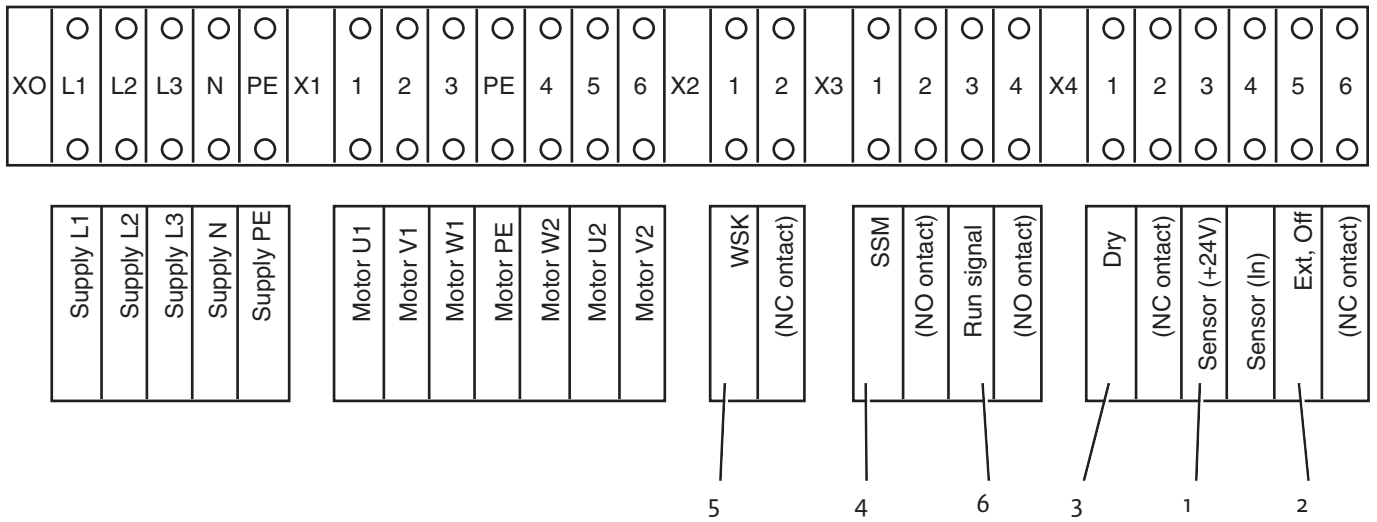 XO L1 L2 L3 N PE X1 1 2 3 PE 4 5 6 X2 1 2 X3 1 2 3 4 X4 1 2 3 4 5 6
Supply L1
Supply L2
Supply L3
Supply N
Supply PE
Motor U1
Motor V1
Motor W1
Motor PE
Motor W2
Motor U2
Motor V2
WSK
(NC ontact)
SSM
(NO ontact)
Run signal
(NO ontact)
Dry
(NC ontact)
Sensor (+24V)
Sensor (In)
Ext, Off
(NC ontact)
5 4 6 3 1 2